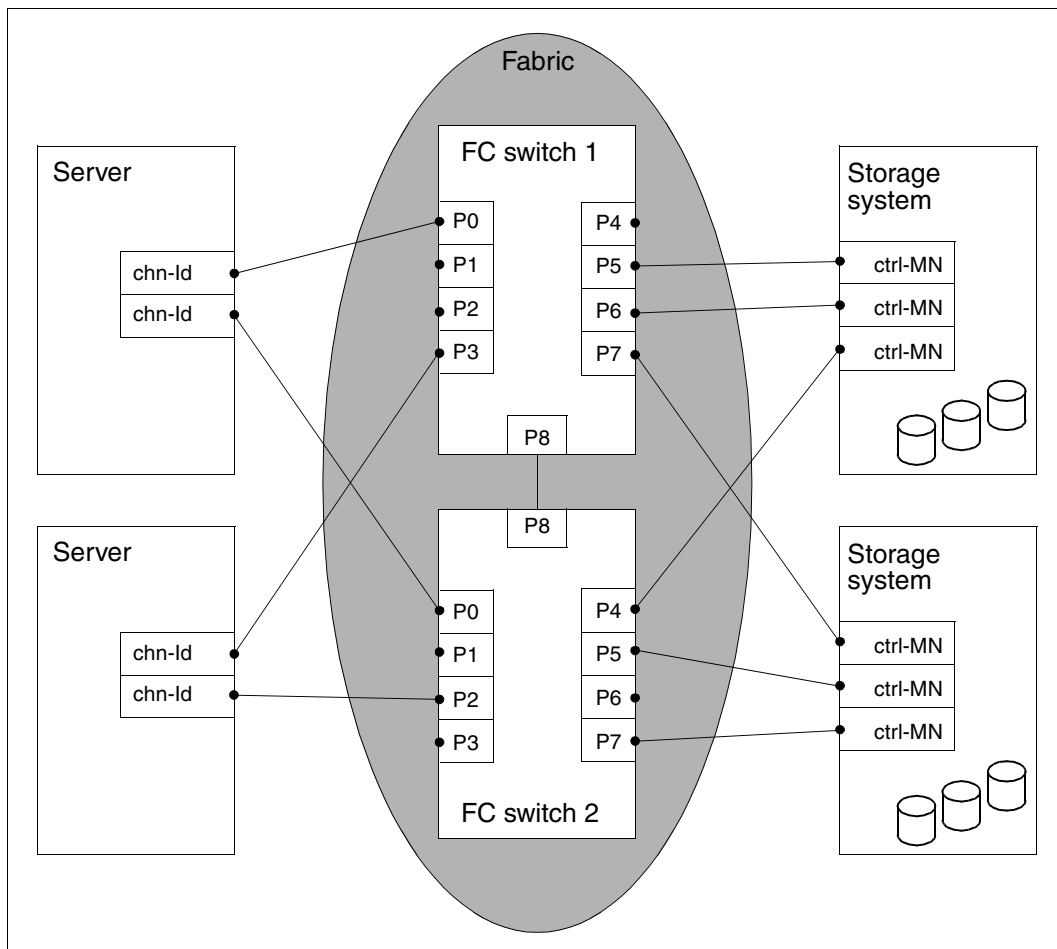 Fabric
FC switch 1
P0
P1
P2
P3
P4
P5
P6
P7
P8
Server
chn-Id
chn-Id
Storage
system
ctrl-MN
ctrl-MN
ctrl-MN
Server
chn-Id
chn-Id
P8
P0
P1
P2
P3
P4
P5
P6
P7
FC switch 2
Storage
system
ctrl-MN
ctrl-MN
ctrl-MN